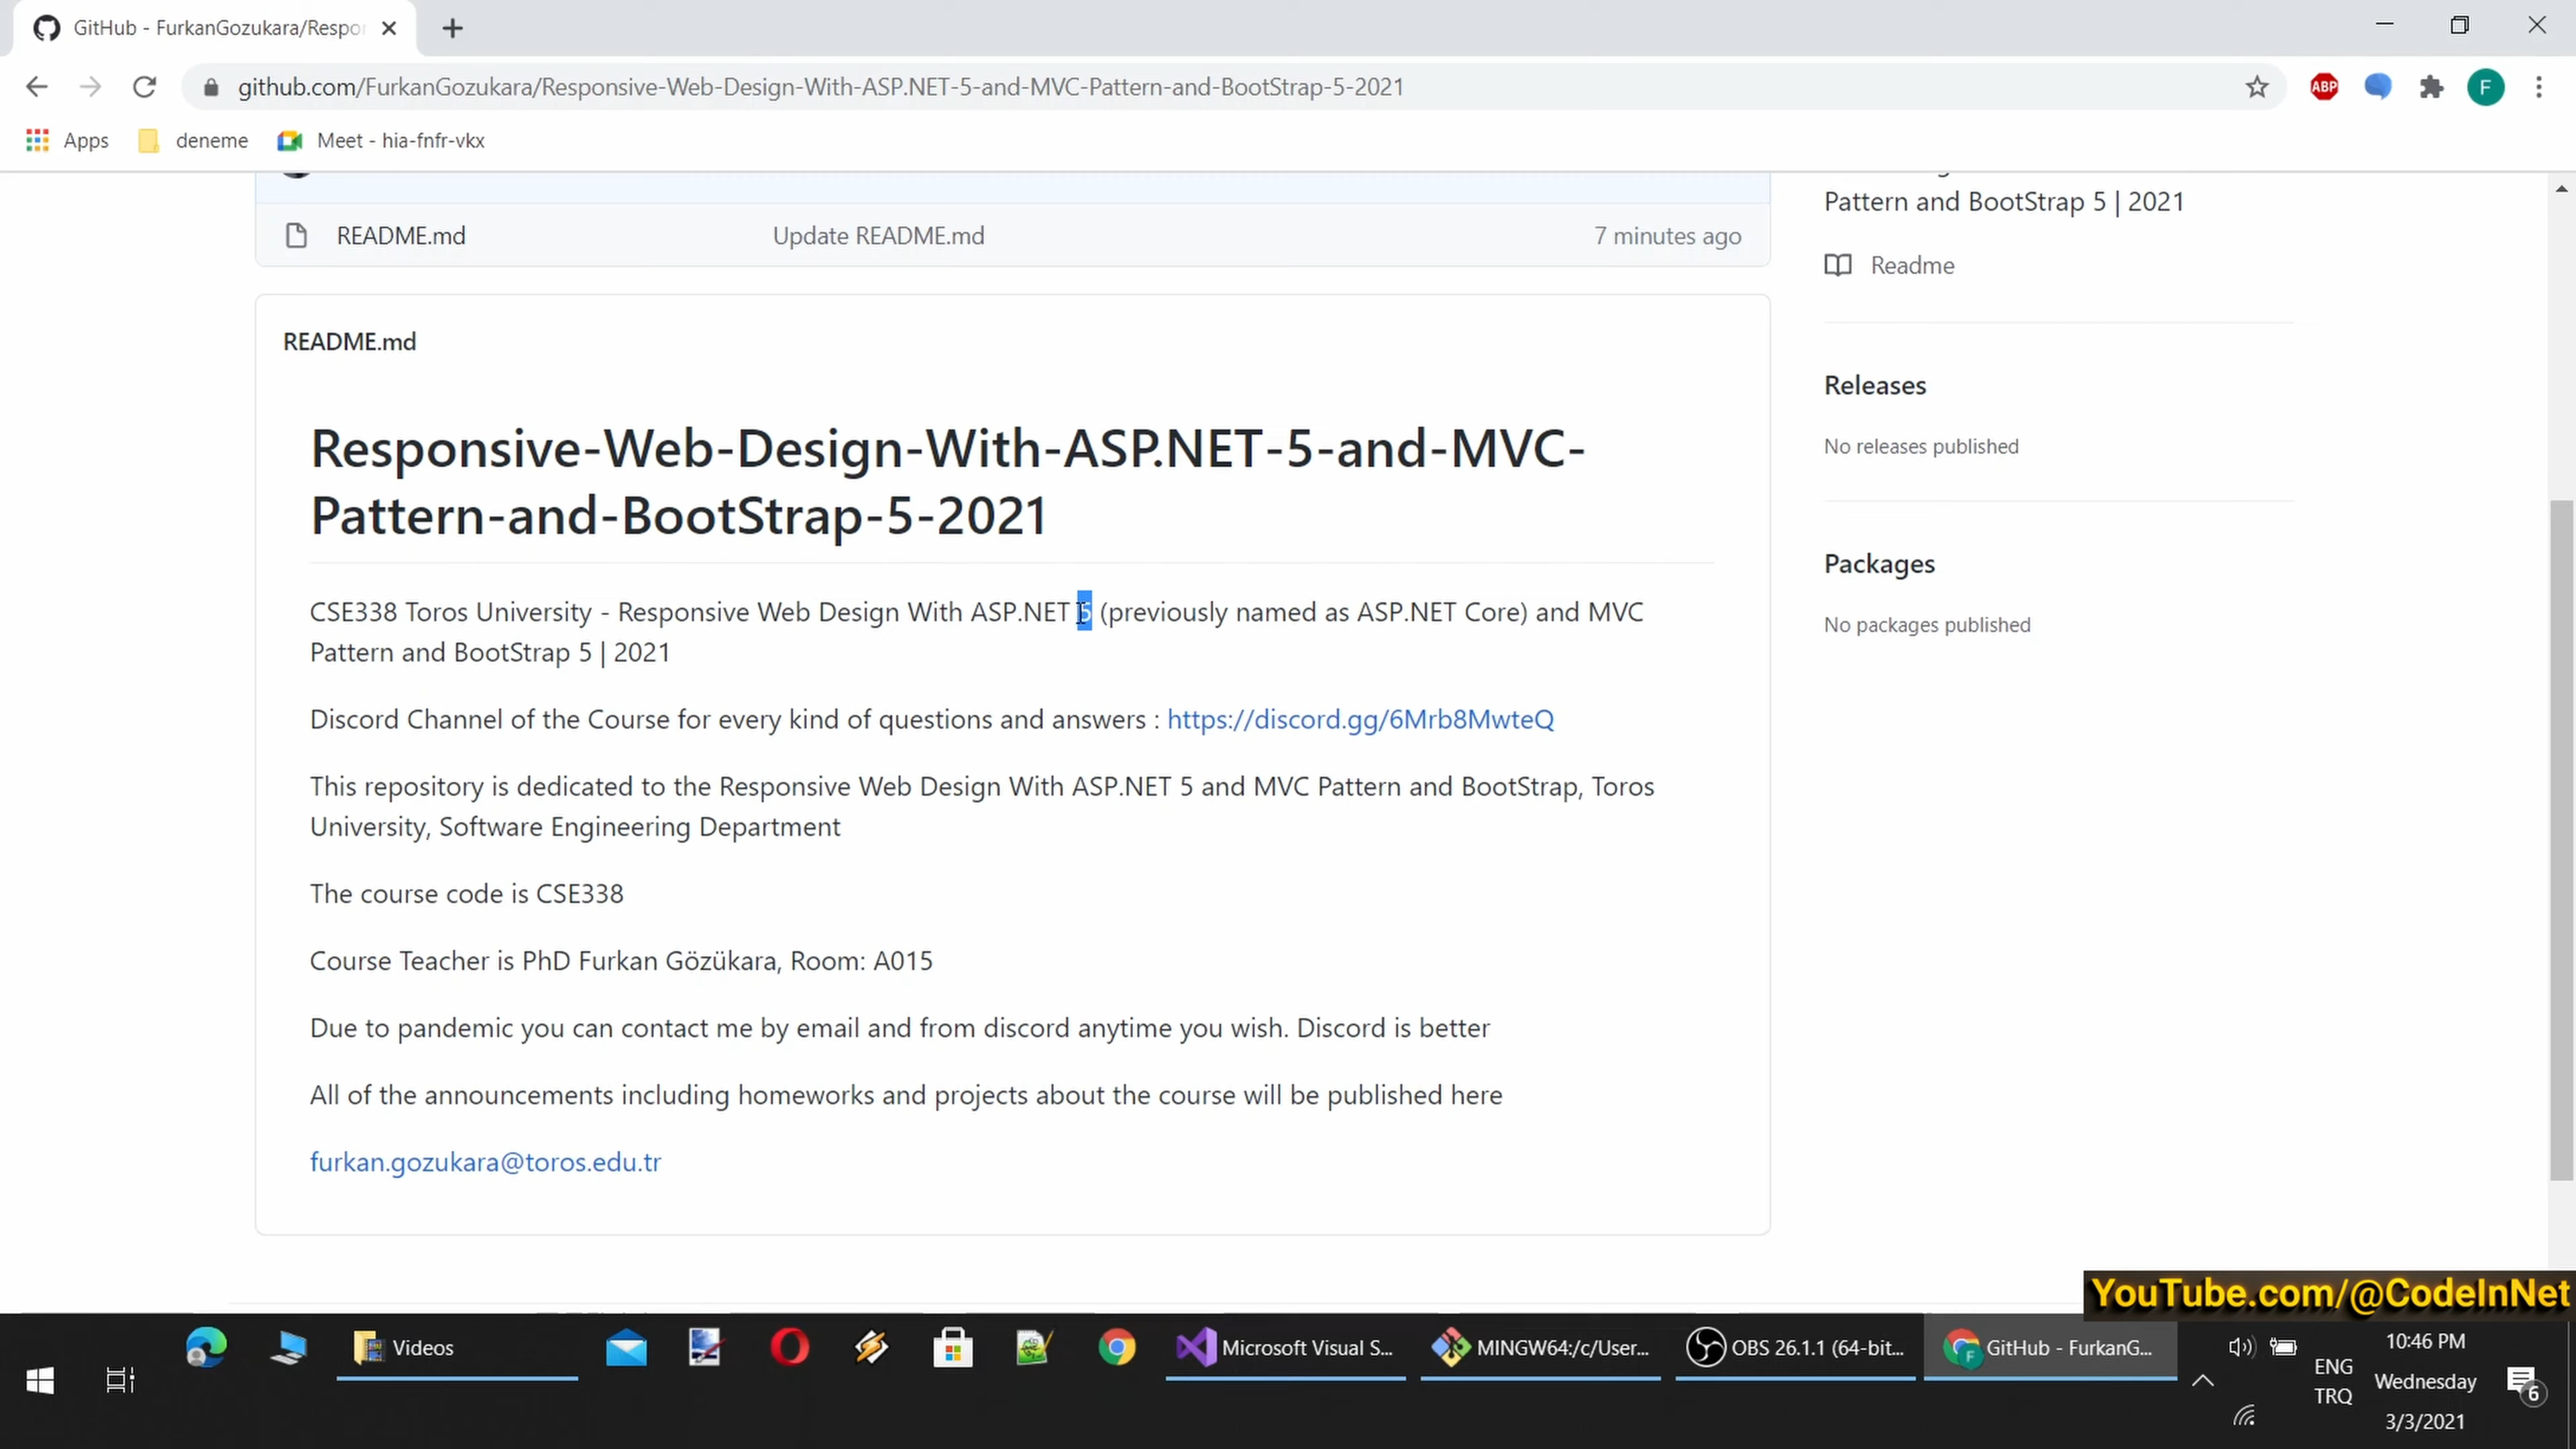 GitHub - FurkanGozukara/Respo
github.com/FurkanGozukara/Responsive-Web-Design-With-ASP.NET-5-and-MVC-Pattern-and-BootStrap-5-2021
ABP
F
Apps
deneme
Meet - hia-fnfr-vkx
README.md
Update README.md
7 minutes ago
README.md
Responsive-Web-Design-With-ASP.NET-5-and-MVC-
Pattern-and-BootStrap-5-2021
CSE338 Toros University - Responsive Web Design With ASP.NET 5 (previously named as ASP.NET Core) and MVC
Pattern and BootStrap 5 | 2021
Discord Channel of the Course for every kind of questions and answers : https://discord.gg/6Mrb8MwteQ
This repository is dedicated to the Responsive Web Design With ASP.NET 5 and MVC Pattern and BootStrap, Toros
University, Software Engineering Department
The course code is CSE338
Course Teacher is PhD Furkan Gözükara, Room: A015
Due to pandemic you can contact me by email and from discord anytime you wish. Discord is better
All of the announcements including homeworks and projects about the course will be published here
furkan.gozukara@toros.edu.tr
Pattern and BootStrap 5 | 2021
Readme
Releases
No releases published
Packages
No packages published
YouTube.com/@CodeInNet
Videos
Microsoft Visual S...
MINGW64:/c/User...
OBS 26.1.1 (64-bit...
F
GitHub - FurkanG...
ENG
TRQ
10:46 PM
Wednesday
3/3/2021
6